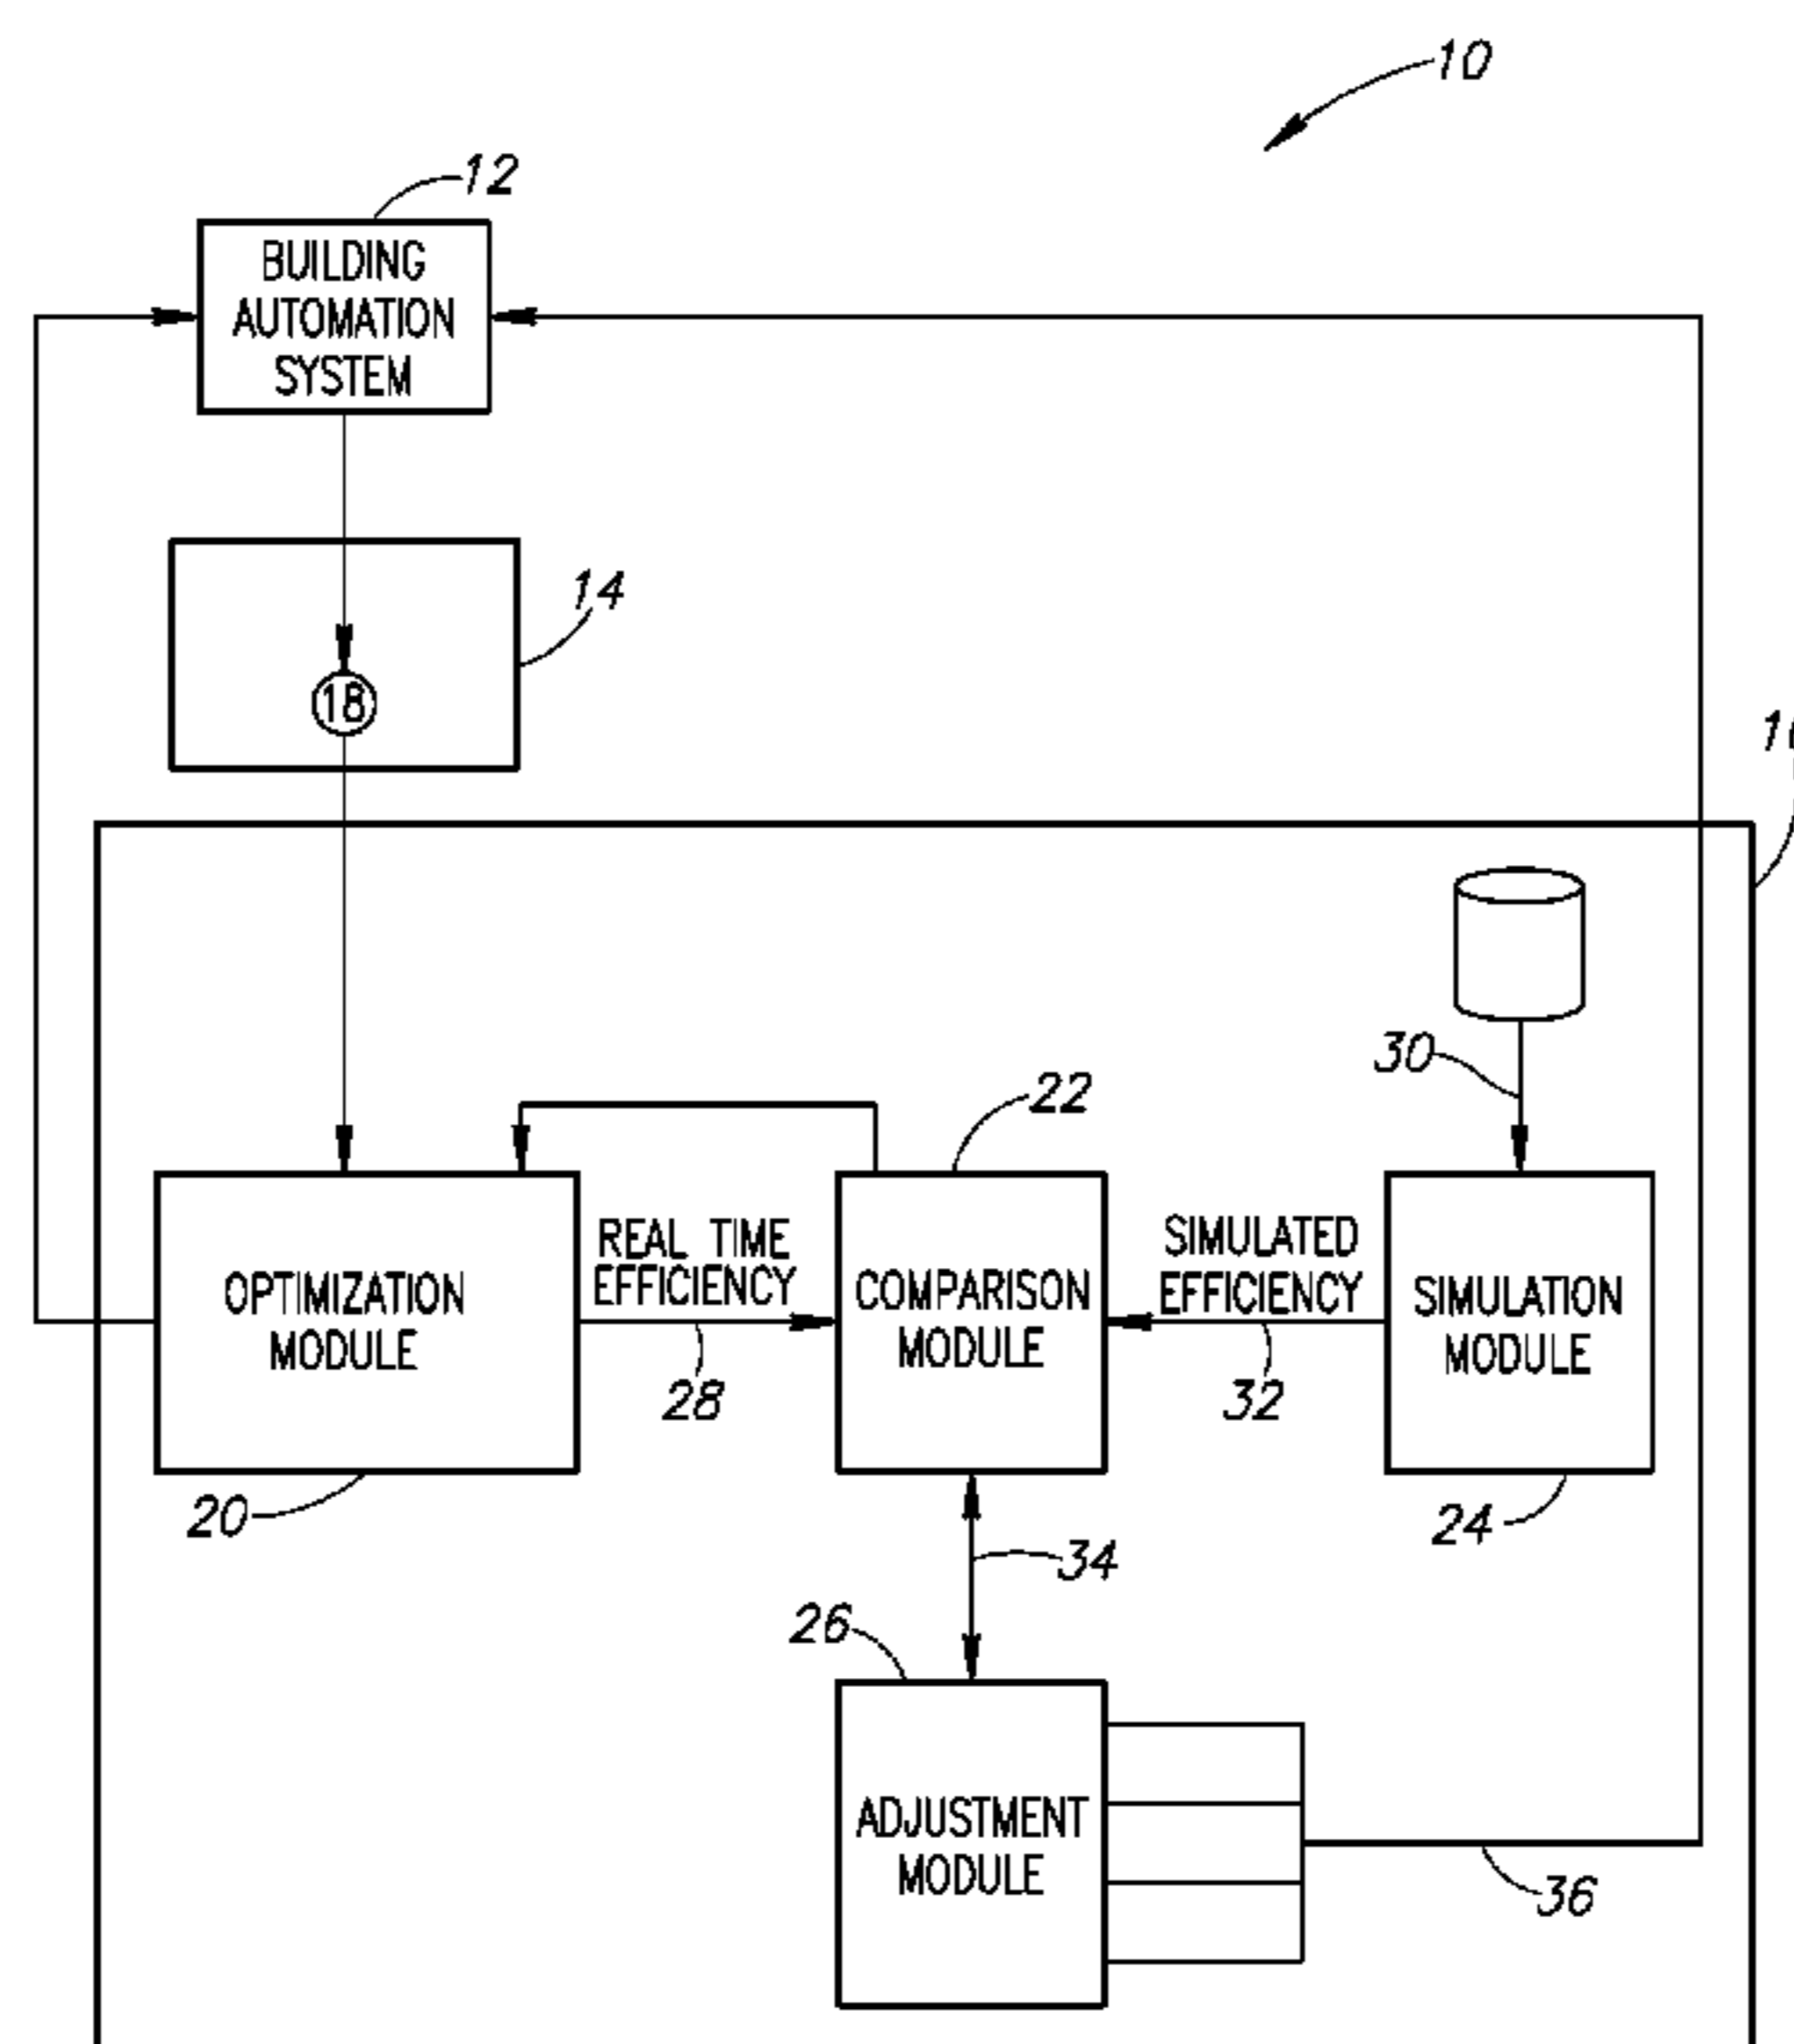 10
12
BUILDING
AUTOMATION
SYSTEM
14
18
30
22
REAL TIME
EFFICIENCY
SIMULATED
EFFICIENCY
OPTIMIZATION
MODULE
COMPARISON
MODULE
SIMULATION
MODULE
28
32
20
24
34
26
ADJUSTMENT
MODULE
36